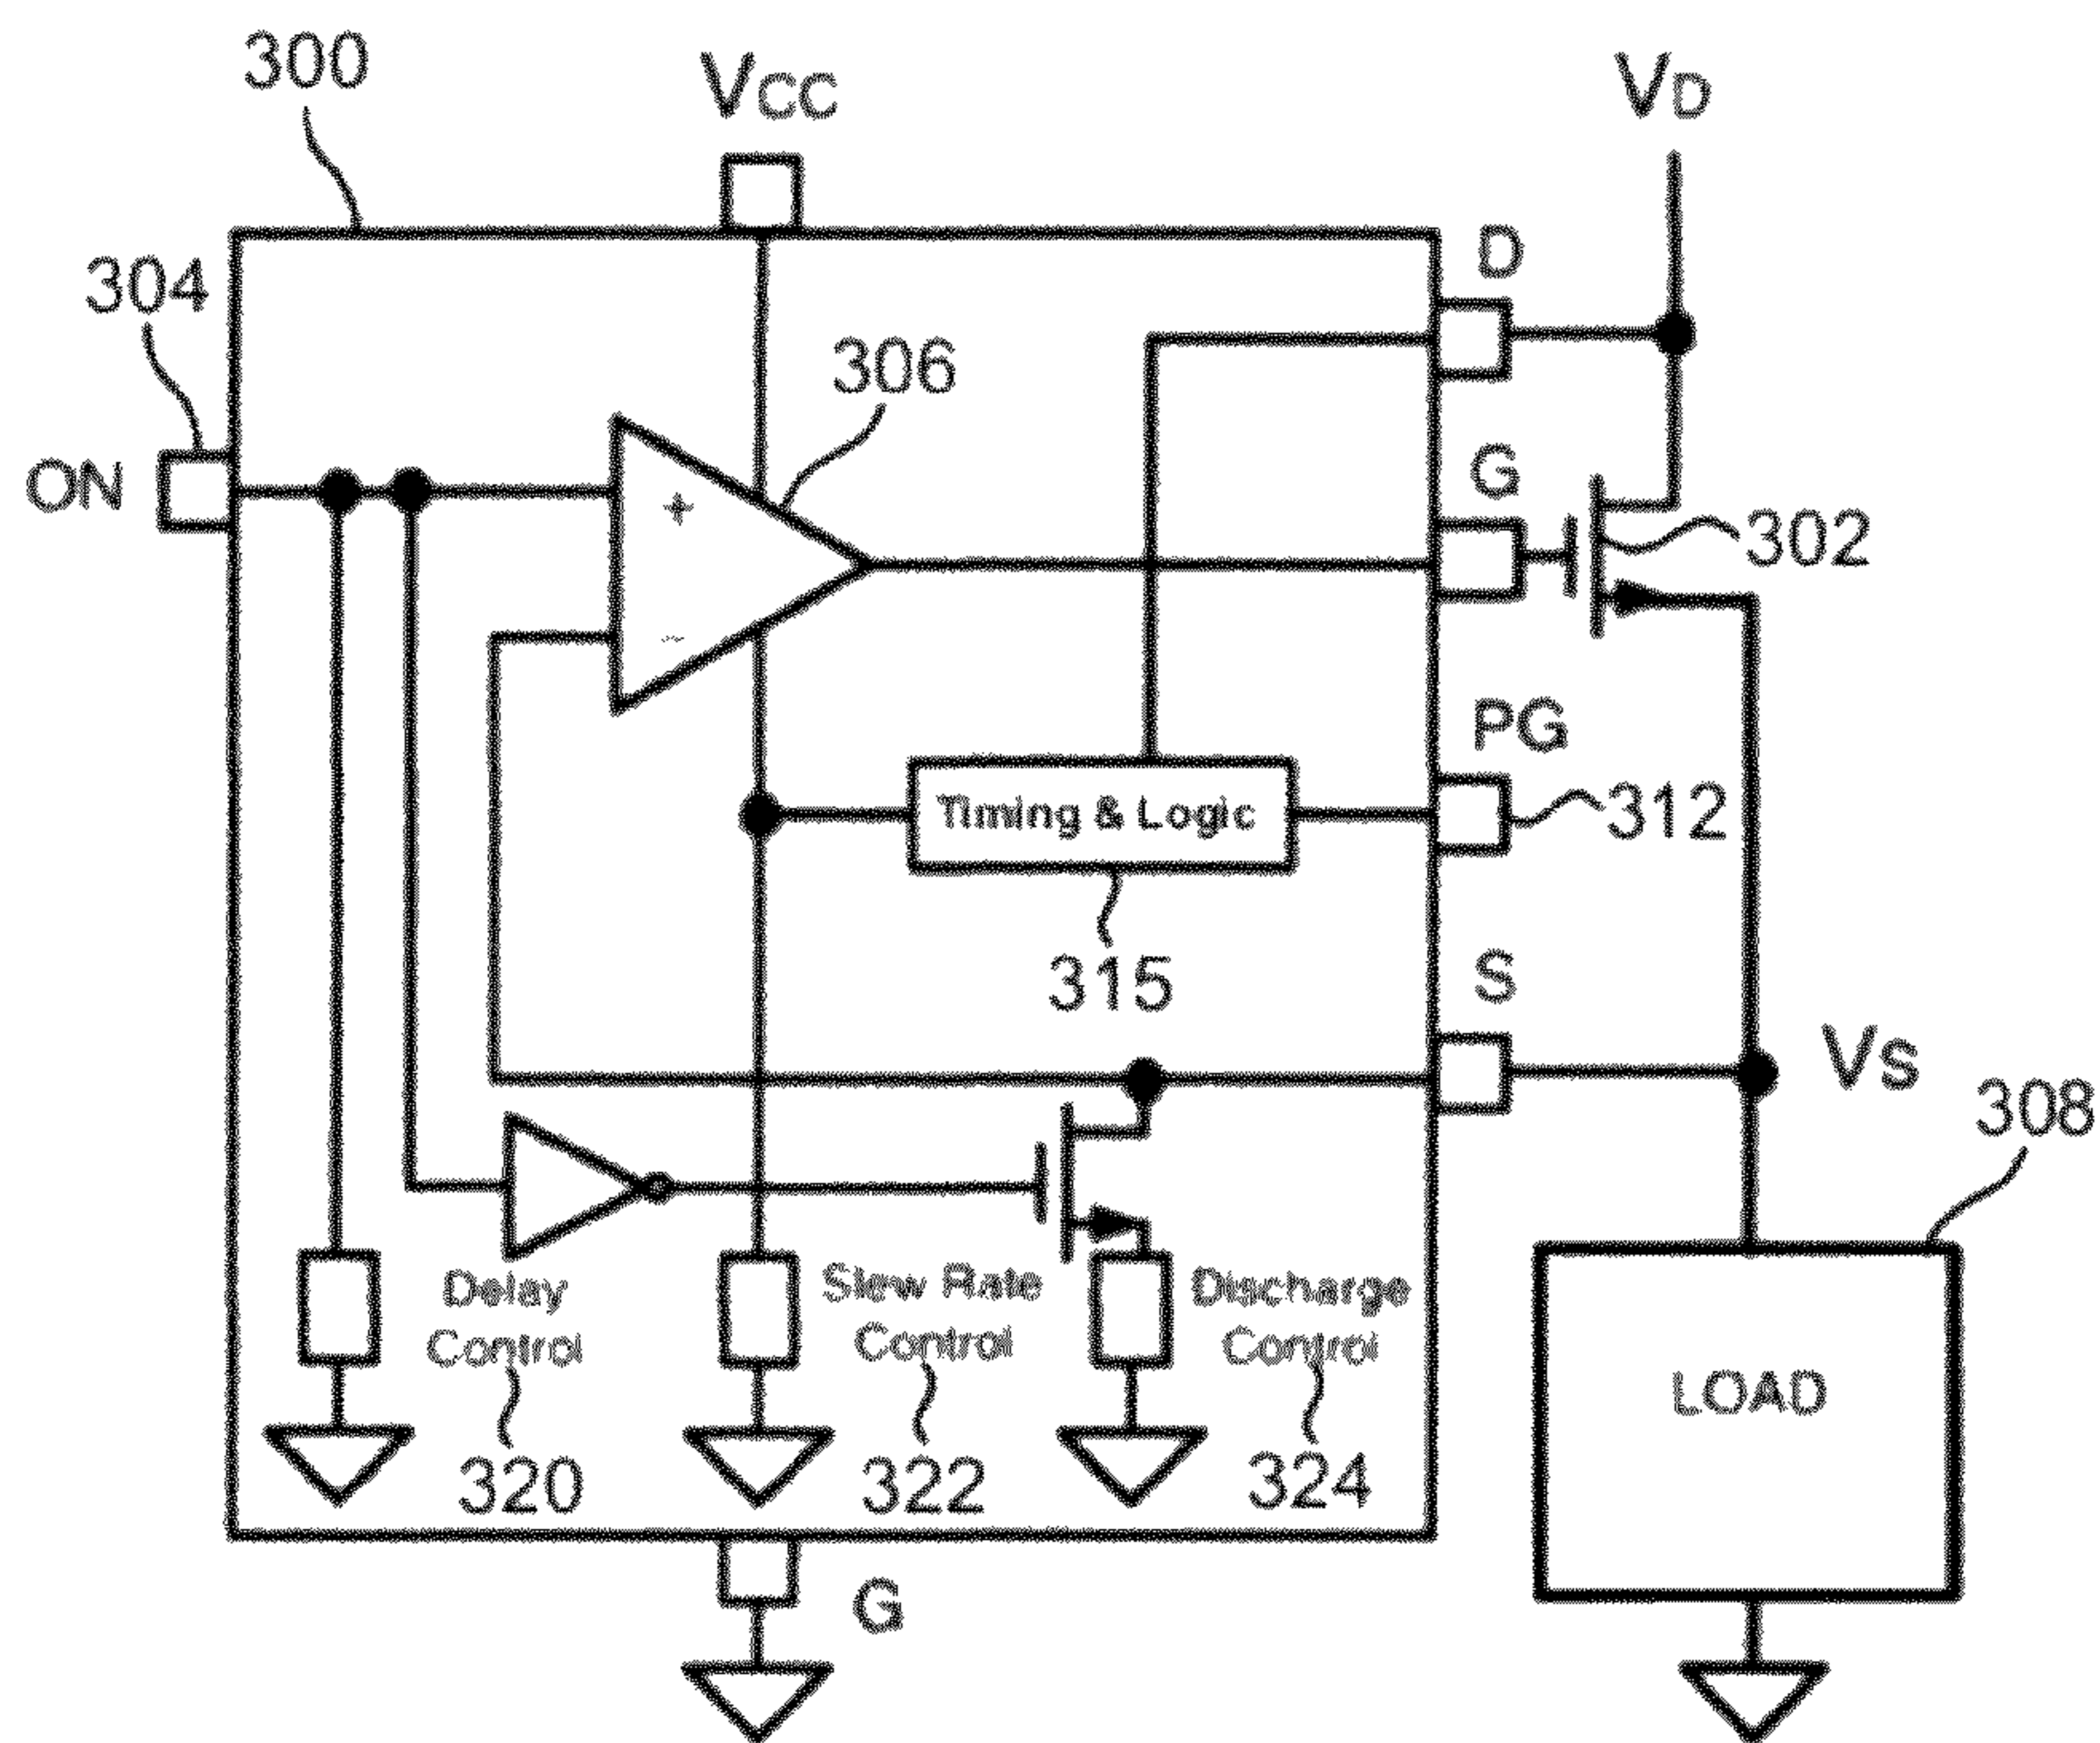 300
VCC
VD
304
D
306
ON
+
G
302
-
PG
Timing & Logic
312
315
S
VS
308
Delay
Control
Slew Rate
Control
Discharge
Control
LOAD
320
322
324
G